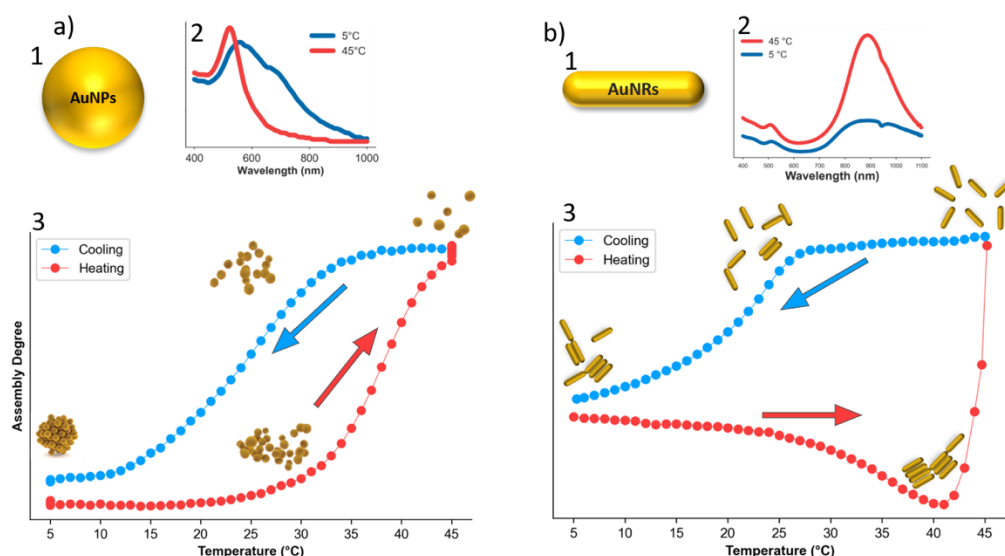 a)
1
AuNPs
2
5°C
45°C
400 600 800 1000
Wavelength (nm)
3
Cooling
Heating
Assembly Degree
5 10 15 20 25 30 35 40 45
Temperature (°C)
b)
1
AuNRs
2
45 °C
5 °C
400 500 600 700 800 900 1000 1100
Wavelength (nm)
3
Cooling
Heating
5 10 15 20 25 30 35 40 45
Temperature (°C)